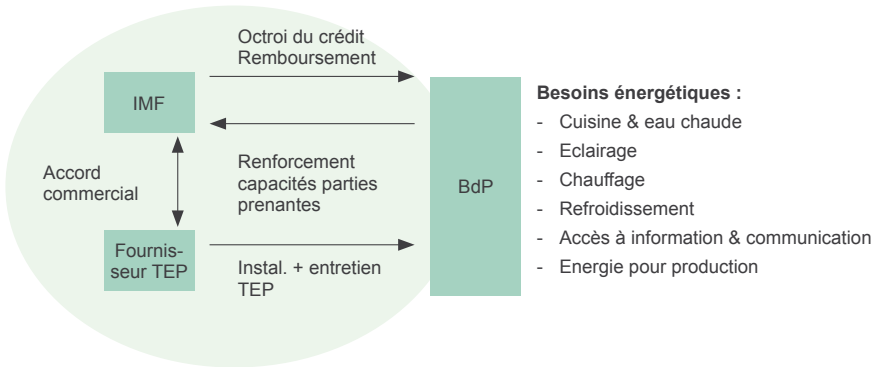 Octroi du crédit
Remboursement
IMF
Accord
commercial
Renforcement
capacités parties
prenantes
Fournis-
seur TEP
Instal. + entretien
TEP
BdP
Besoins énergétiques :
- Cuisine & eau chaude
- Eclairage
- Chauffage
- Refroidissement
- Accès à information & communication
- Energie pour production